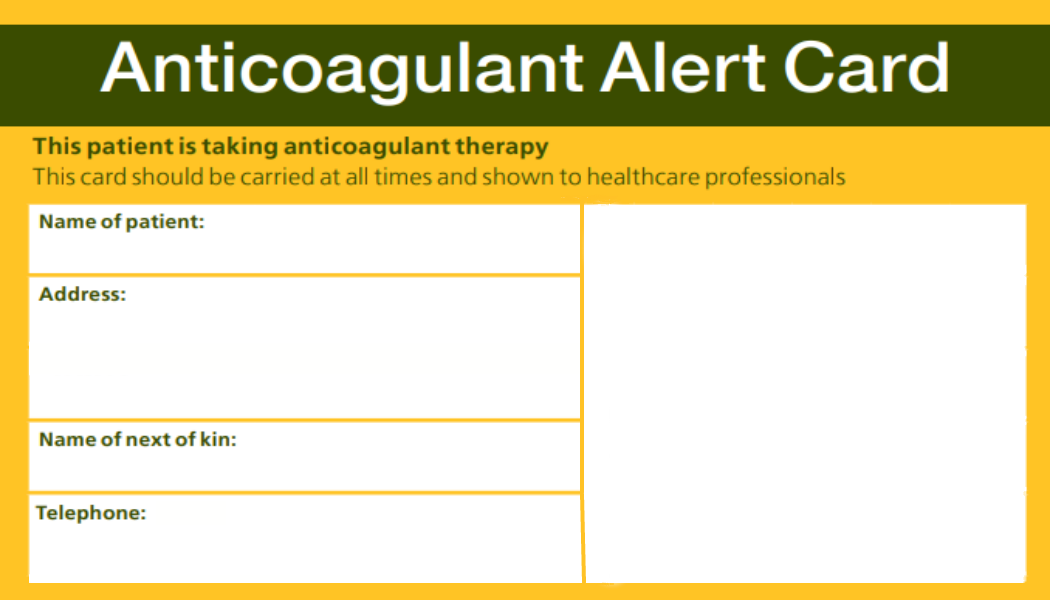 Anticoagulant Alert Card
This patient is taking anticoagulant therapy
This card should be carried at all times and shown to healthcare professionals
Name of patient:
Address:
Name of next of kin:
Telephone: